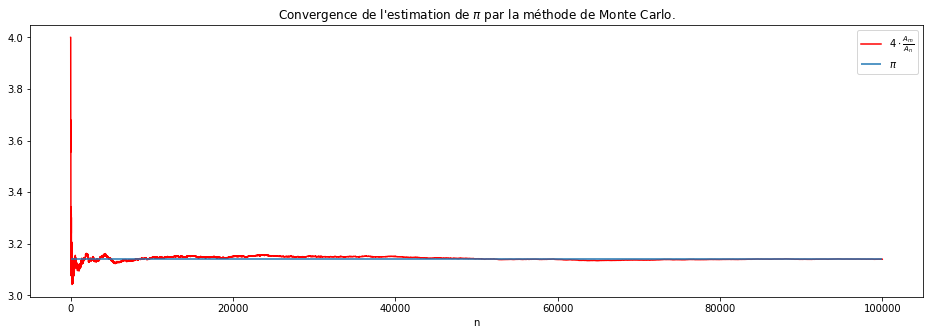 Convergence de l'estimation de π par la méthode de Monte Carlo.
4 · A_m/A_n
π
4.0
3.8
3.6
3.4
3.2
3.0
0 20000 40000 60000 80000 100000
n